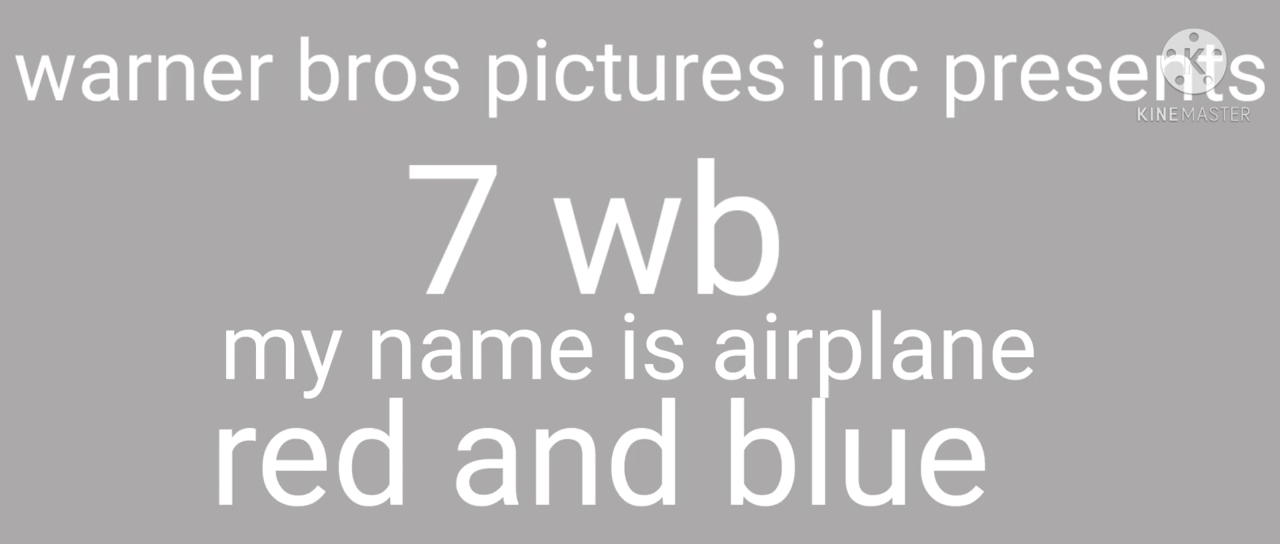 warner bros pictures inc presents
K
KINEMASTER
7 wb
my name is airplane
red and blue